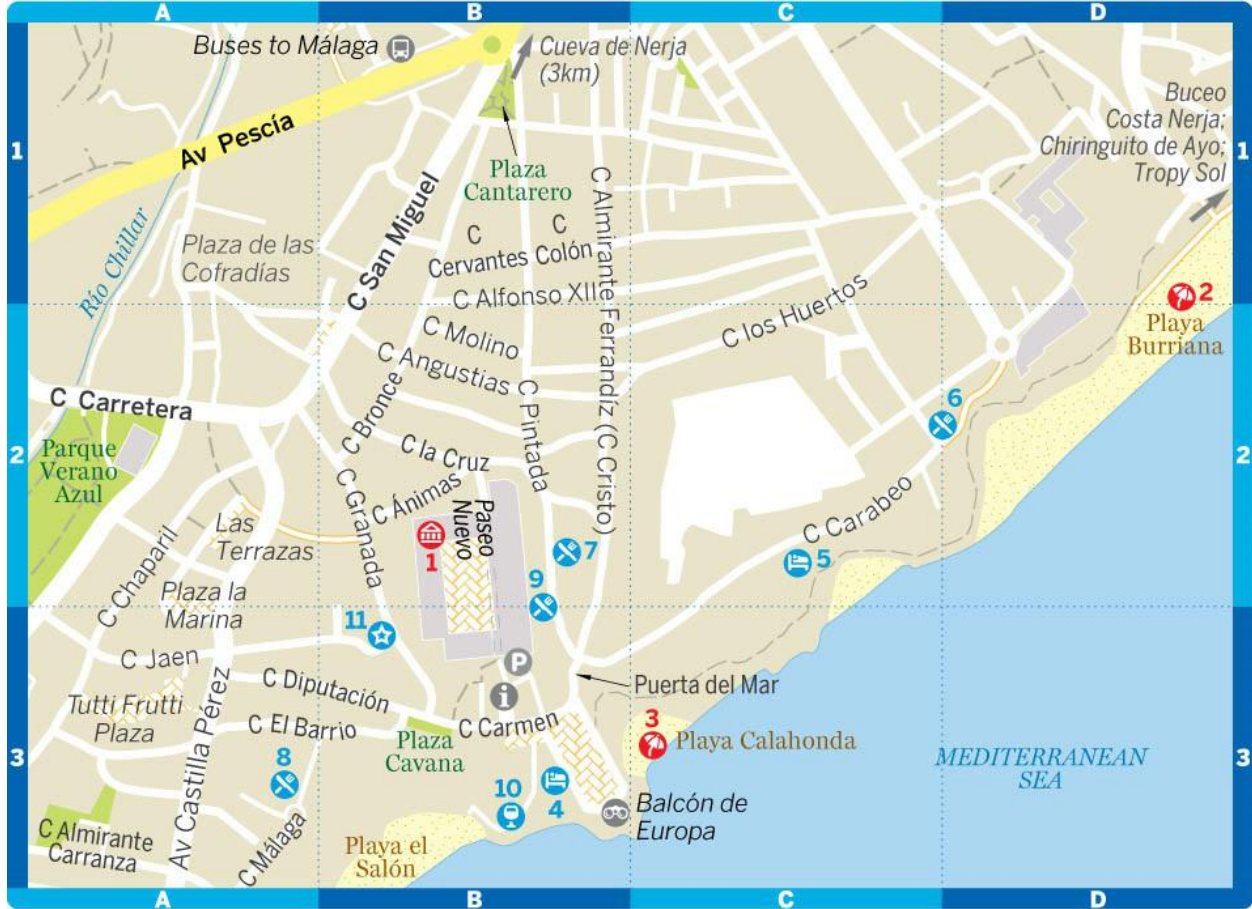 A
B
C
D
Buses to Málaga
Cueva de Nerja
(3km)
Buceo
Costa Nerja;
Chiringuito de Ayo;
Tropy Sol
1
1
Av Pescía
Plaza
Cantarero
C San Miguel
C Almirante Ferrandíz (C Cristo)
Río Chillar
Plaza de las
Cofradías
C
C
Cervantes
Colón
C Alfonso XII
C Molino
C los Huertos
2
Playa
Burriana
C Angustias
C Carretera
C Bronce
C Pintada
6
2
2
Parque
Verano
Azul
C la Cruz
C Granada
C Ánimas
Paseo
Nuevo
C Carabeo
Las
Terrazas
1
7
5
9
C Chaparil
Plaza la
Marina
11
C Jaen
P
i
Puerta del Mar
C Diputación
Tutti Frutti
Plaza
C El Barrio
C Carmen
3
Playa Calahonda
Plaza
Cavana
3
3
MEDITERRANEAN
SEA
Av Castilla Pérez
8
10
4
Balcón de
Europa
C Almirante
Carranza
C Málaga
Playa el
Salón
A
B
C
D